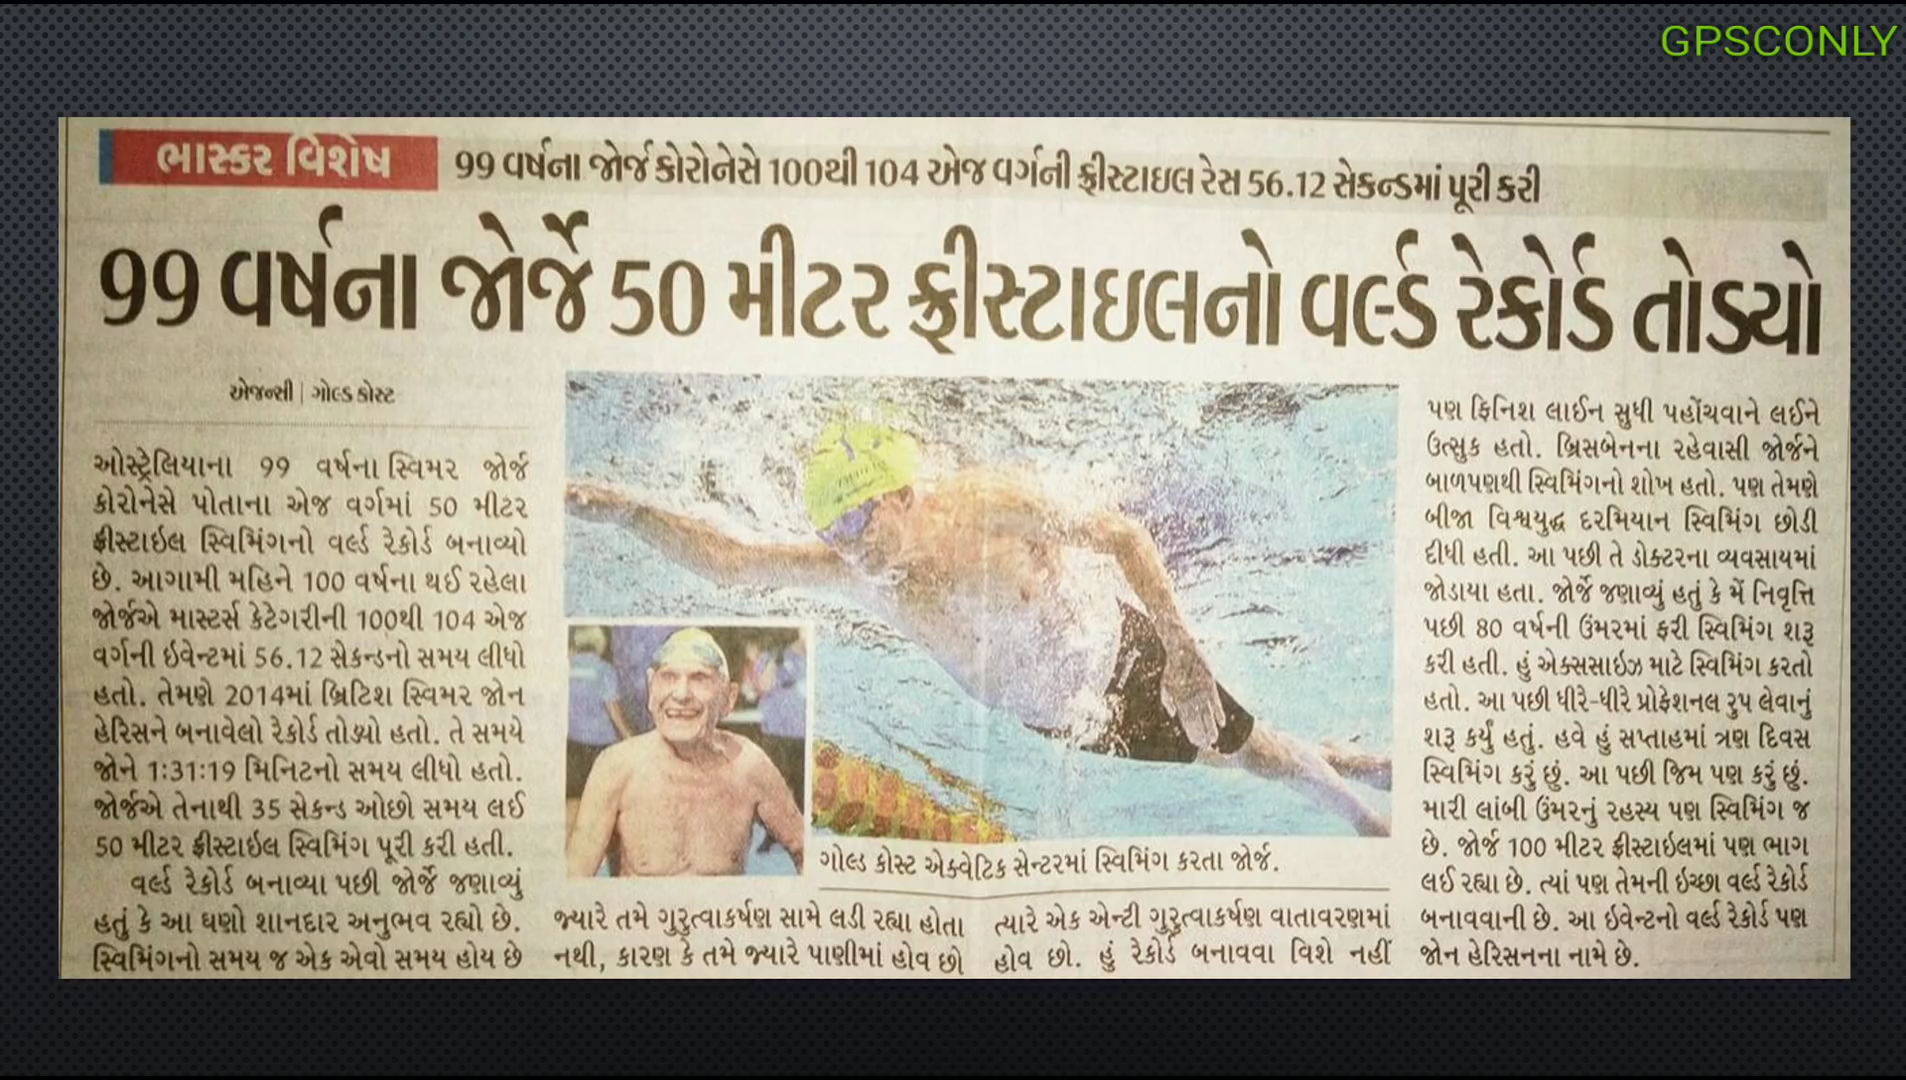 GPSCONLY
ભાસ્કર વિશેષ
99 વર્ષના જોર્જ કોરોનેસે 100થી 104 એજ વર્ગની ફ્રીસ્ટાઇલ રેસ 56.12 સેકન્ડમાં પૂરી કરી
99 વર્ષના જોર્જે 50 મીટર ફ્રીસ્ટાઇલનો વર્લ્ડ રેકોર્ડ તોડ્યો
એજન્સી | ગોલ્ડ કોસ્ટ
ઓસ્ટ્રેલિયાના 99 વર્ષના સ્વિમર જોર્જ
કોરોનેસે પોતાના એજ વર્ગમાં 50 મીટર
ફ્રીસ્ટાઇલ સ્વિમિંગનો વર્લ્ડ રેકોર્ડ બનાવ્યો
છે. આગામી મહિને 100 વર્ષના થઈ રહેલા
જોર્જએ માસ્ટર્સ કેટેગરીની 100થી 104 એજ
વર્ગની ઇવેન્ટમાં 56.12 સેકન્ડનો સમય લીધો
હતો. તેમણે 2014માં બ્રિટિશ સ્વિમર જોન
હેરિસને બનાવેલો રેકોર્ડ તોડ્યો હતો. તે સમયે
જોને 1:31:19 મિનિટનો સમય લીધો હતો.
જોર્જએ તેનાથી 35 સેકન્ડ ઓછો સમય લઈ
50 મીટર ફ્રીસ્ટાઇલ સ્વિમિંગ પૂરી કરી હતી.
વર્લ્ડ રેકોર્ડ બનાવ્યા પછી જોર્જે જણાવ્યું
હતું કે આ ઘણો શાનદાર અનુભવ રહ્યો છે.
સ્વિમિંગનો સમય જ એક એવો સમય હોય છે
ગોલ્ડ કોસ્ટ એક્વેટિક સેન્ટરમાં સ્વિમિંગ કરતા જોર્જ.
જ્યારે તમે ગુરુત્વાકર્ષણ સામે લડી રહ્યા હોતા
નથી, કારણ કે તમે જ્યારે પાણીમાં હોવ છો
ત્યારે એક એન્ટી ગુરુત્વાકર્ષણ વાતાવરણમાં
હોવ છો. હું રેકોર્ડ બનાવવા વિશે નહીં
પણ ફિનિશ લાઈન સુધી પહોંચવાને લઈને
ઉત્સુક હતો. બ્રિસબેનના રહેવાસી જોર્જને
બાળપણથી સ્વિમિંગનો શોખ હતો. પણ તેમણે
બીજા વિશ્વયુદ્ધ દરમિયાન સ્વિમિંગ છોડી
દીધી હતી. આ પછી તે ડોક્ટરના વ્યવસાયમાં
જોડાયા હતા. જોર્જે જણાવ્યું હતું કે મેં નિવૃત્તિ
પછી 80 વર્ષની ઉંમરમાં ફરી સ્વિમિંગ શરૂ
કરી હતી. હું એક્સસાઇઝ માટે સ્વિમિંગ કરતો
હતો. આ પછી ધીરે-ધીરે પ્રોફેશનલ રુપ લેવાનું
શરૂ કર્યું હતું. હવે હું સપ્તાહમાં ત્રણ દિવસ
સ્વિમિંગ કરું છું. આ પછી જિમ પણ કરું છું.
મારી લાંબી ઉંમરનું રહસ્ય પણ સ્વિમિંગ જ
છે. જોર્જ 100 મીટર ફ્રીસ્ટાઇલમાં પણ ભાગ
લઈ રહ્યા છે. ત્યાં પણ તેમની ઇચ્છા વર્લ્ડ રેકોર્ડ
બનાવવાની છે. આ ઇવેન્ટનો વર્લ્ડ રેકોર્ડ પણ
જોન હેરિસનના નામે છે.